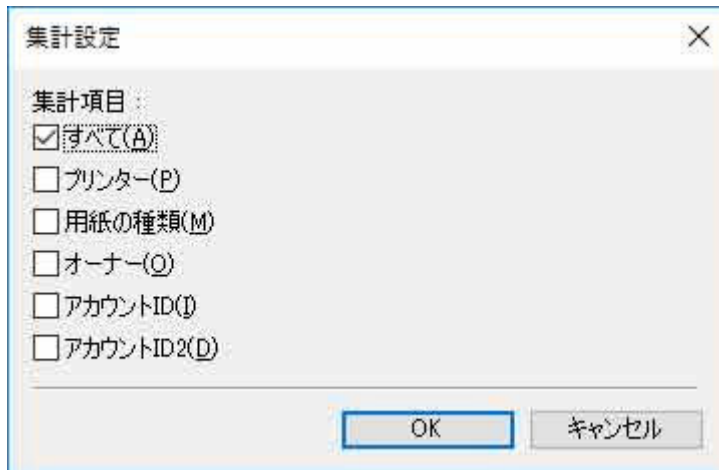 集計設定
集計項目：
すべて(A)
プリンター(P)
用紙の種類(M)
オーナー(O)
アカウントID(I)
アカウントID2(D)
OK キャンセル